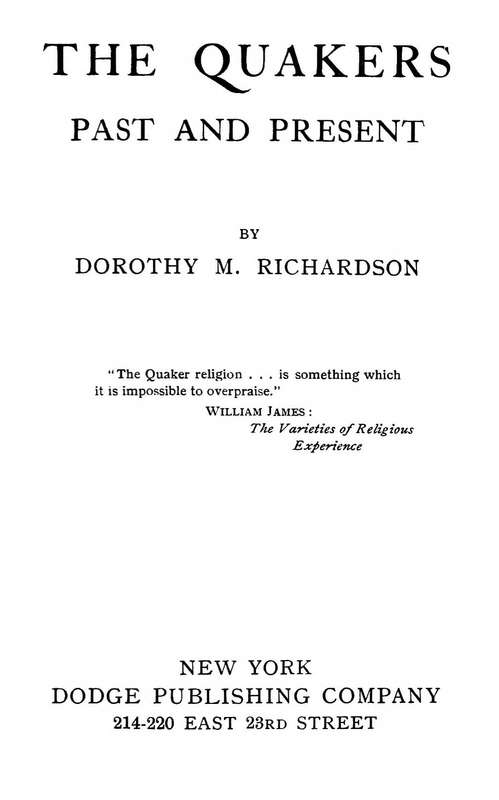 THE QUAKERS
PAST AND PRESENT
BY
DOROTHY M. RICHARDSON
"The Quaker religion . . . is something which
it is impossible to overpraise."
WILLIAM JAMES :
The Varieties of Religious
Experience
NEW YORK
DODGE PUBLISHING COMPANY
214-220 EAST 23RD STREET